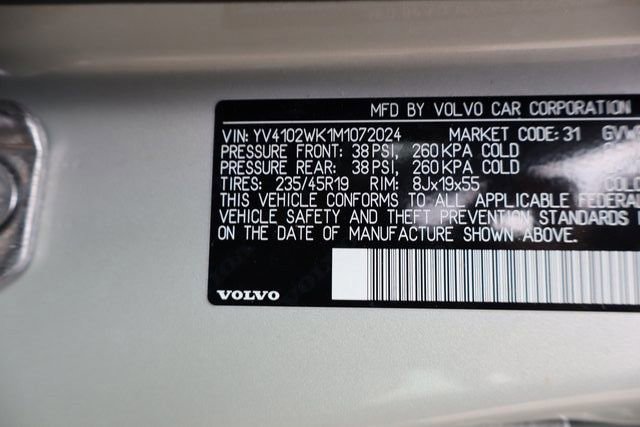 MFD BY VOLVO CAR CORPORATION
VIN: YV4102WK1M1072024 MARKET CODE: 31
PRESSURE FRONT: 38 PSI, 260 KPA COLD
PRESSURE REAR: 38 PSI, 260 KPA COLD
TIRES: 235/45R19 RIM: 8Jx19x55
THIS VEHICLE CONFORMS TO ALL APPLICABLE FEDERAL
VEHICLE SAFETY AND THEFT PREVENTION STANDARDS
ON THE DATE OF MANUFACTURE SHOWN ABOVE.
VOLVO